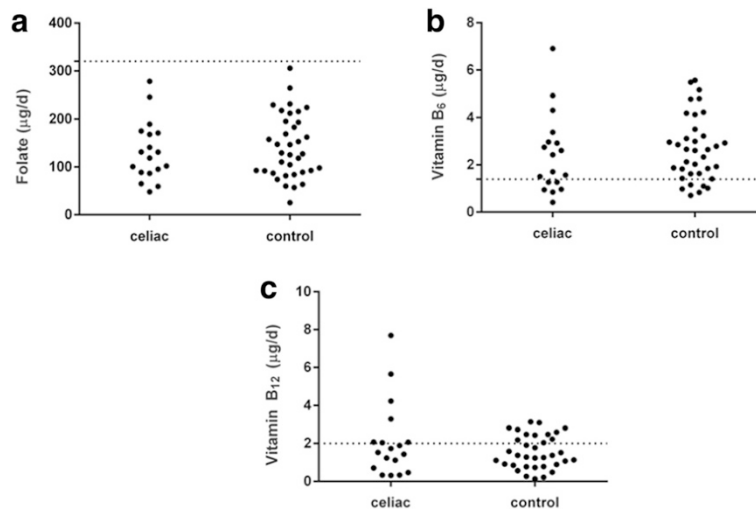 a
Folate (μg/d)
400
300
200
100
0
celiac control
b
Vitamin B₆ (μg/d)
8
6
4
2
0
celiac control
c
Vitamin B₁₂ (μg/d)
10
8
6
4
2
0
celiac control